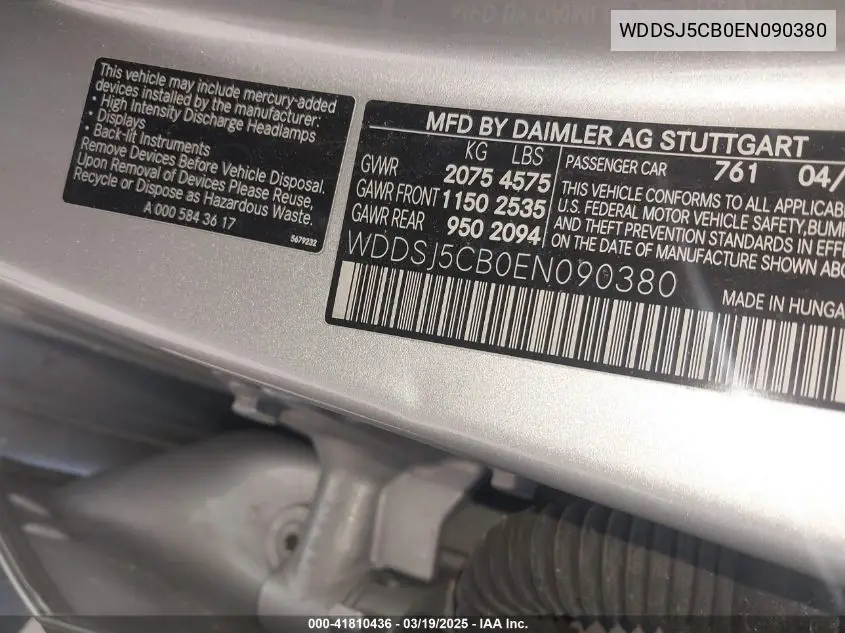 WDDSJ5CB0EN090380
This vehicle may include mercury-added
devices installed by the manufacturer:
• High Intensity Discharge Headlamps
• Displays
• Back-lit Instruments
Remove Devices Before Vehicle Disposal.
Upon Removal of Devices Please Reuse,
Recycle or Dispose as Hazardous Waste.
A 000 584 36 17
5679232
MFD BY DAIMLER AG STUTTGART
KG LBS
GVWR 2075 4575
GAWR FRONT 1150 2535
GAWR REAR 950 2094
PASSENGER CAR 761 04/
THIS VEHICLE CONFORMS TO ALL APPLICAB
U.S. FEDERAL MOTOR VEHICLE SAFETY, BUM
AND THEFT PREVENTION STANDARDS IN EFF
ON THE DATE OF MANUFACTURE SHOWN ABO
WDDSJ5CB0EN090380
MADE IN HUNGA
000-41810436 - 03/19/2025 - IAA Inc.